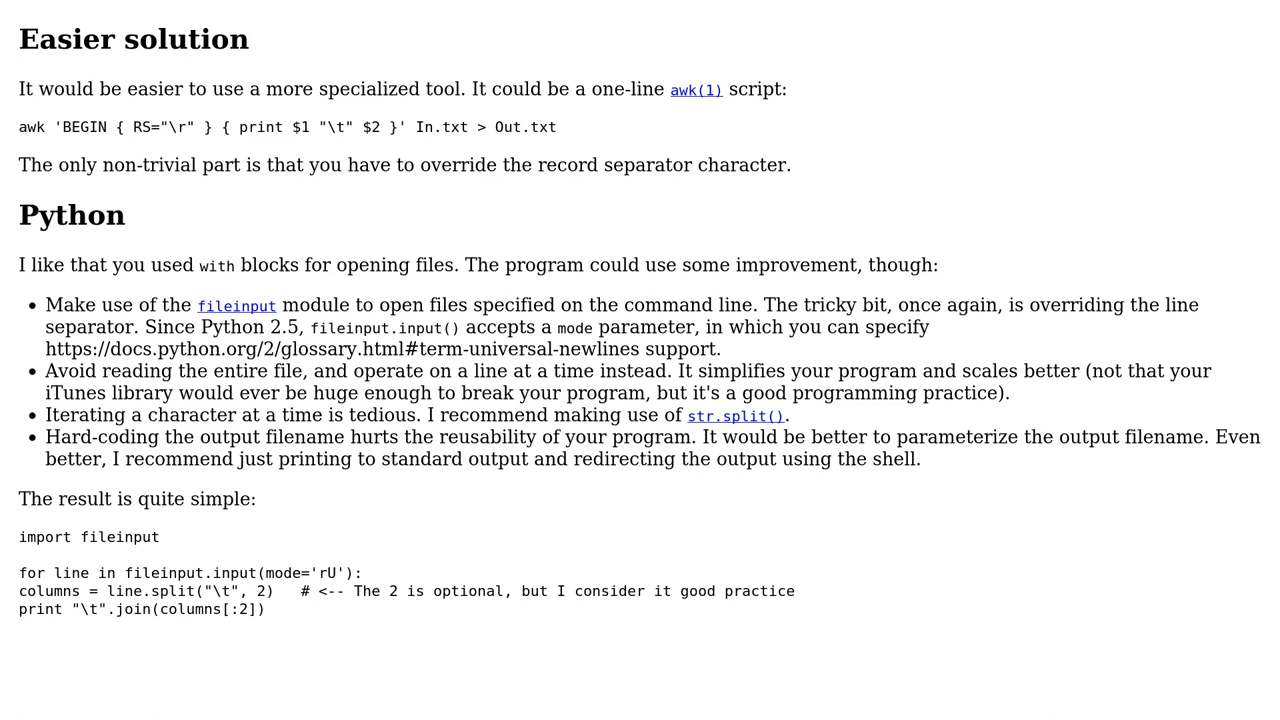 Easier solution
It would be easier to use a more specialized tool. It could be a one-line awk(1) script:
awk 'BEGIN { RS="\r" } { print $1 "\t" $2 }' In.txt > Out.txt
The only non-trivial part is that you have to override the record separator character.
Python
I like that you used with blocks for opening files. The program could use some improvement, though:
• Make use of the fileinput module to open files specified on the command line. The tricky bit, once again, is overriding the line
separator. Since Python 2.5, fileinput.input() accepts a mode parameter, in which you can specify
https://docs.python.org/2/glossary.html#term-universal-newlines support.
• Avoid reading the entire file, and operate on a line at a time instead. It simplifies your program and scales better (not that your
iTunes library would ever be huge enough to break your program, but it's a good programming practice).
• Iterating a character at a time is tedious. I recommend making use of str.split().
• Hard-coding the output filename hurts the reusability of your program. It would be better to parameterize the output filename. Even
better, I recommend just printing to standard output and redirecting the output using the shell.
The result is quite simple:
import fileinput
for line in fileinput.input(mode='rU'):
columns = line.split("\t", 2)   # <-- The 2 is optional, but I consider it good practice
print "\t".join(columns[:2])